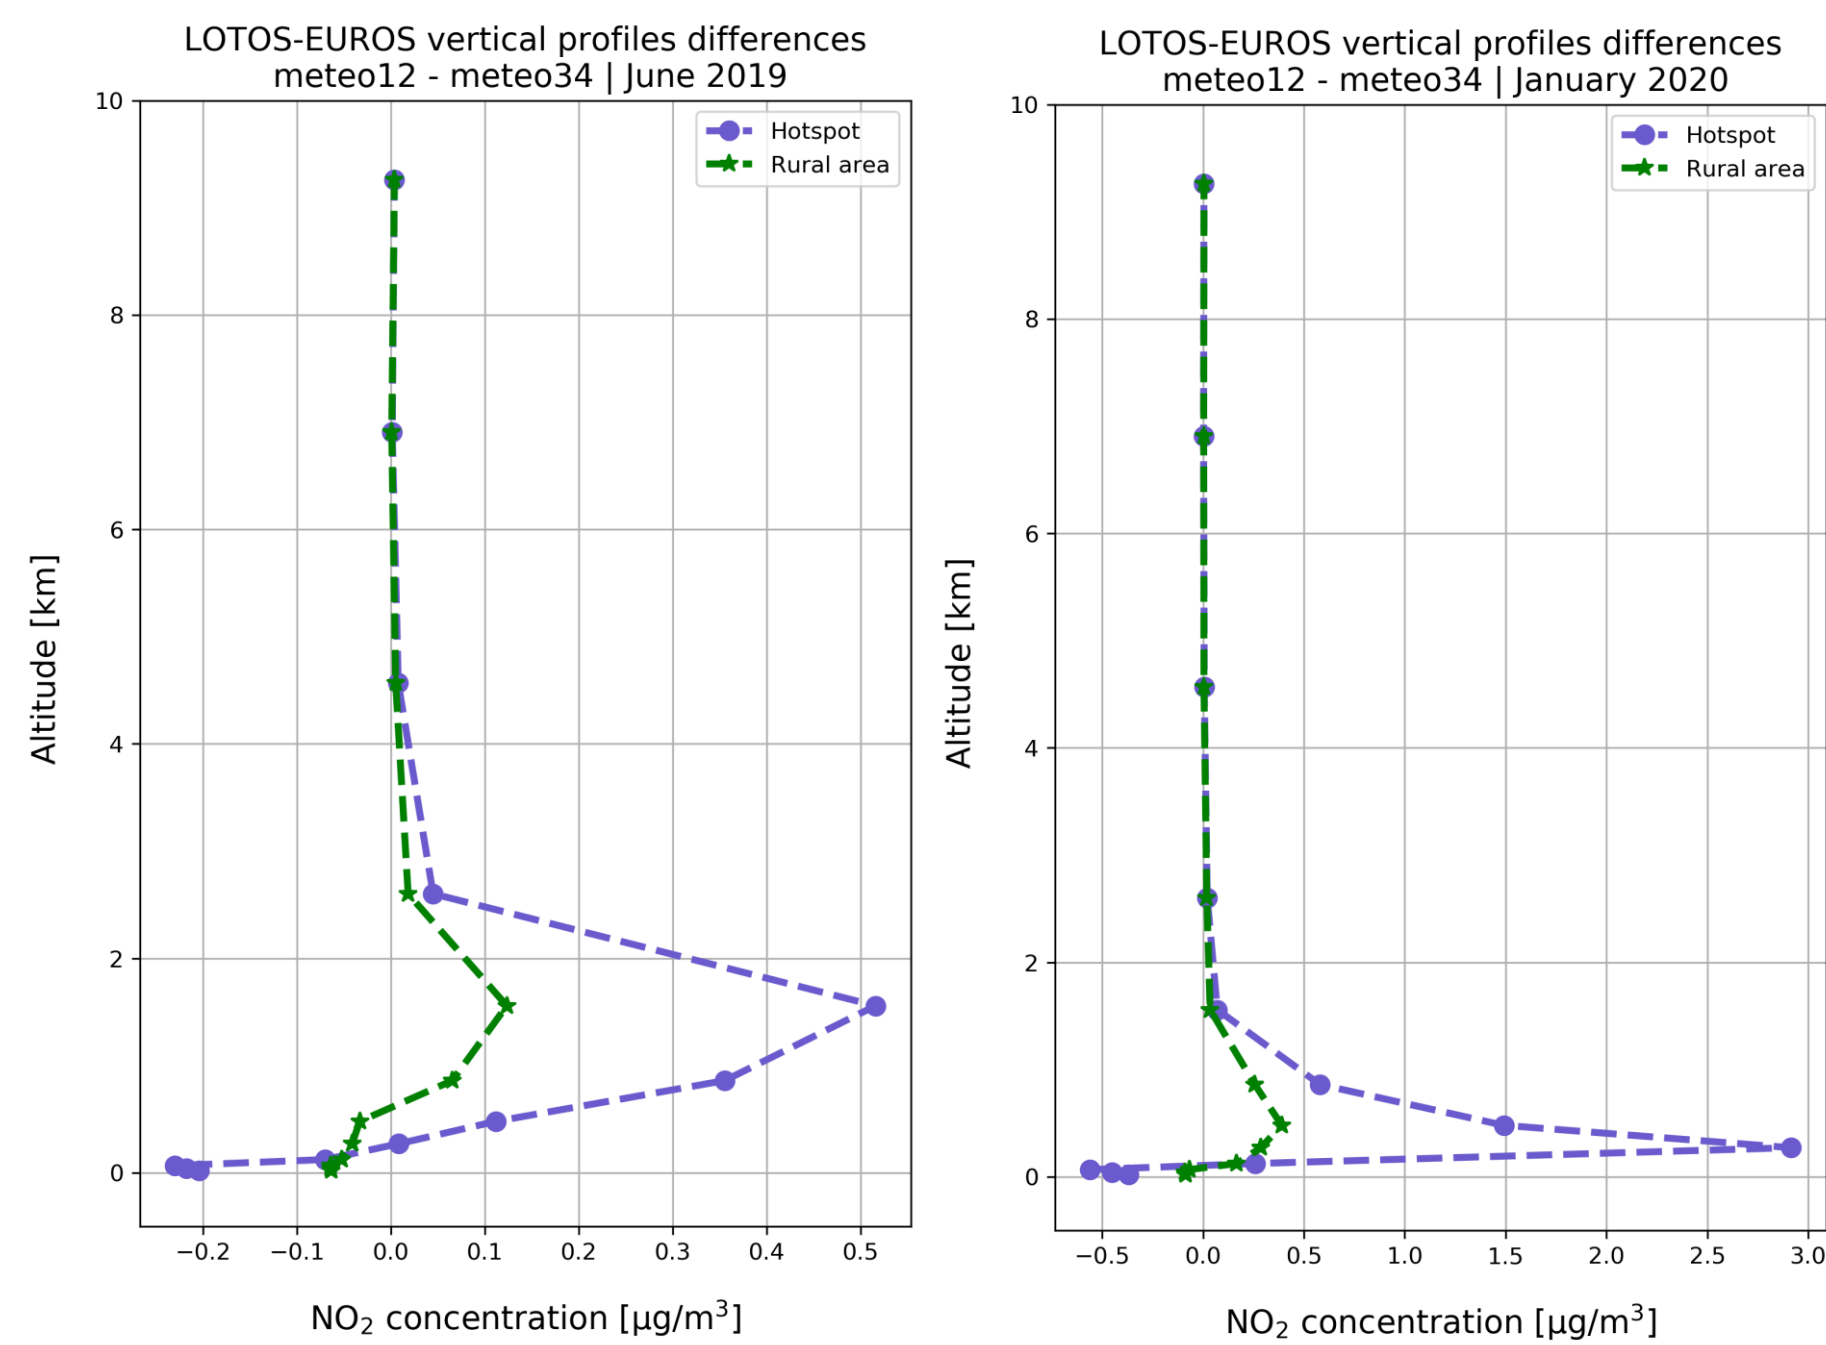 LOTOS-EUROS vertical profiles differences
meteo12 - meteo34 | June 2019
Hotspot
Rural area
Altitude [km]
10
8
6
4
2
0
−0.2 −0.1 0.0 0.1 0.2 0.3 0.4 0.5
NO₂ concentration [μg/m³]
LOTOS-EUROS vertical profiles differences
meteo12 - meteo34 | January 2020
Hotspot
Rural area
Altitude [km]
10
8
6
4
2
0
−0.5 0.0 0.5 1.0 1.5 2.0 2.5 3.0
NO₂ concentration [μg/m³]